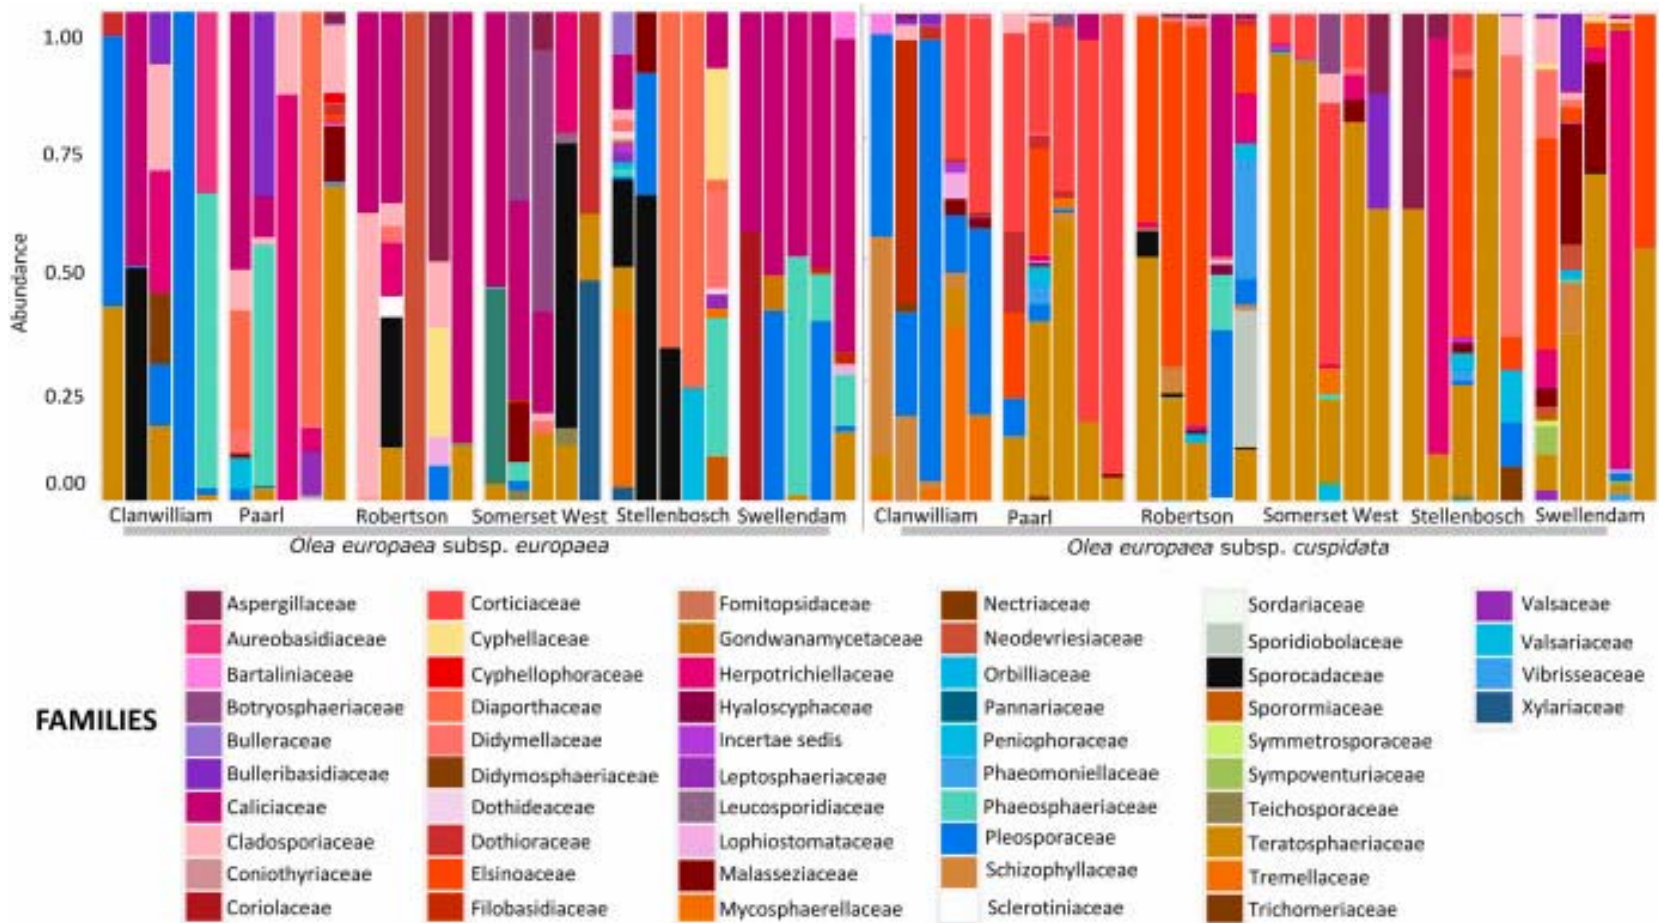 1.00
0.75
0.50
0.25
0.00
Abundance
Clanwilliam Paarl Robertson Somerset West Stellenbosch Swellendam Clanwilliam Paarl Robertson Somerset West Stellenbosch Swellendam
Olea europaea subsp. europaea Olea europaea subsp. cuspidata
FAMILIES
Aspergillaceae
Aureobasidiaceae
Bartaliniaceae
Botryosphaeriaceae
Bulleraceae
Bulleribasidiaceae
Caliciaceae
Cladosporiaceae
Coniothyriaceae
Coriolaceae
Corticiaceae
Cyphellaceae
Cyphellophoraceae
Diaporthaceae
Didymellaceae
Didymosphaeriaceae
Dothideaceae
Dothioraceae
Elsinoaceae
Filobasidiaceae
Fomitopsidaceae
Gondwanamycetaceae
Herpotrichiellaceae
Hyaloscyphaceae
Incertae sedis
Leptosphaeriaceae
Leucosporidiaceae
Lophiostomataceae
Malasseziaceae
Mycosphaerellaceae
Nectriaceae
Neodevriesiaceae
Orbilliaceae
Pannariaceae
Peniophoraceae
Phaeomoniellaceae
Phaeosphaeriaceae
Pleosporaceae
Schizophyllaceae
Sclerotiniaceae
Sordariaceae
Sporidiobolaceae
Sporocadaceae
Sporormiaceae
Symmetrosporaceae
Sympoventuriaceae
Teichosporaceae
Teratosphaeriaceae
Tremellaceae
Trichomeriaceae
Valsaceae
Valsariaceae
Vibrisseaceae
Xylariaceae